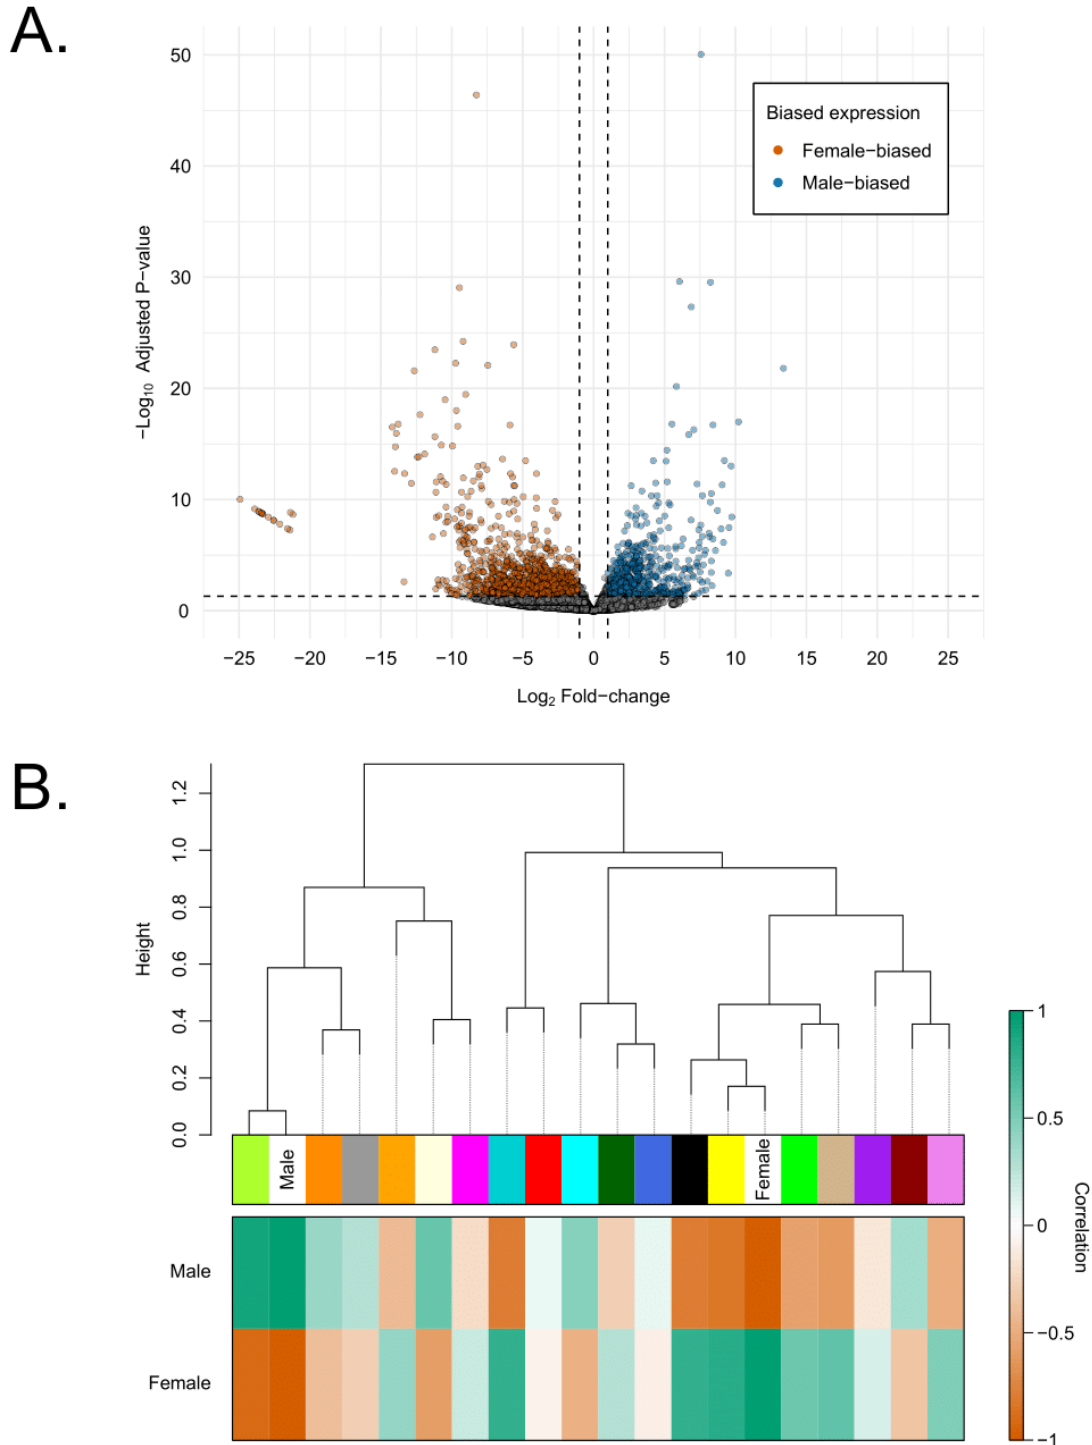 A.
50
40
30
20
10
0
−Log₁₀ Adjusted P−value
Biased expression
Female−biased
Male−biased
−25 −20 −15 −10 −5 0 5 10 15 20 25
Log₂ Fold−change
B.
Height
1.2
1.0
0.8
0.6
0.4
0.2
0.0
Male
Female
Male
Female
1
0.5
0
−0.5
−1
Correlation